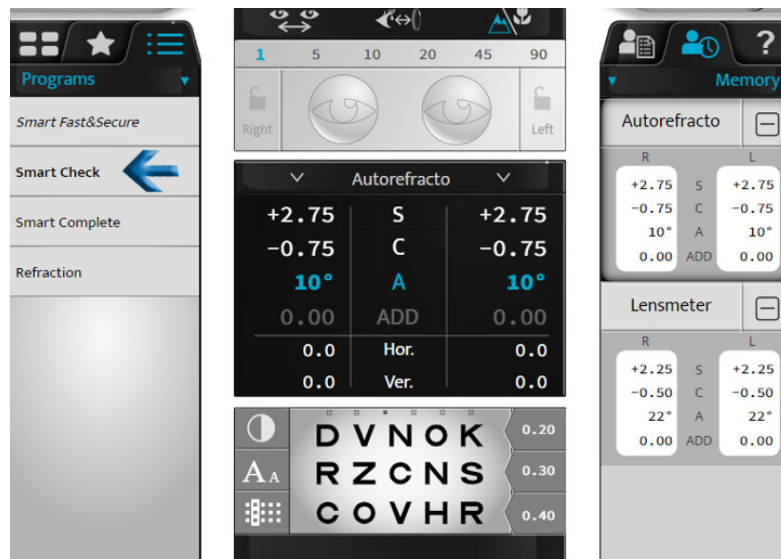 Programs
Smart Fast&Secure
Smart Check
Smart Complete
Refraction
1 5 10 20 45 90
Right Left
Autorefracto
+2.75 S +2.75
-0.75 C -0.75
10° A 10°
0.00 ADD 0.00
0.0 Hor. 0.0
0.0 Ver. 0.0
D V N O K 0.20
A A R Z C N S 0.30
C O V H R 0.40
?
Memory
Autorefracto
R L
+2.75 S +2.75
-0.75 C -0.75
10° A 10°
0.00 ADD 0.00
Lensmeter
R L
+2.25 S +2.25
-0.50 C -0.50
22° A 22°
0.00 ADD 0.00